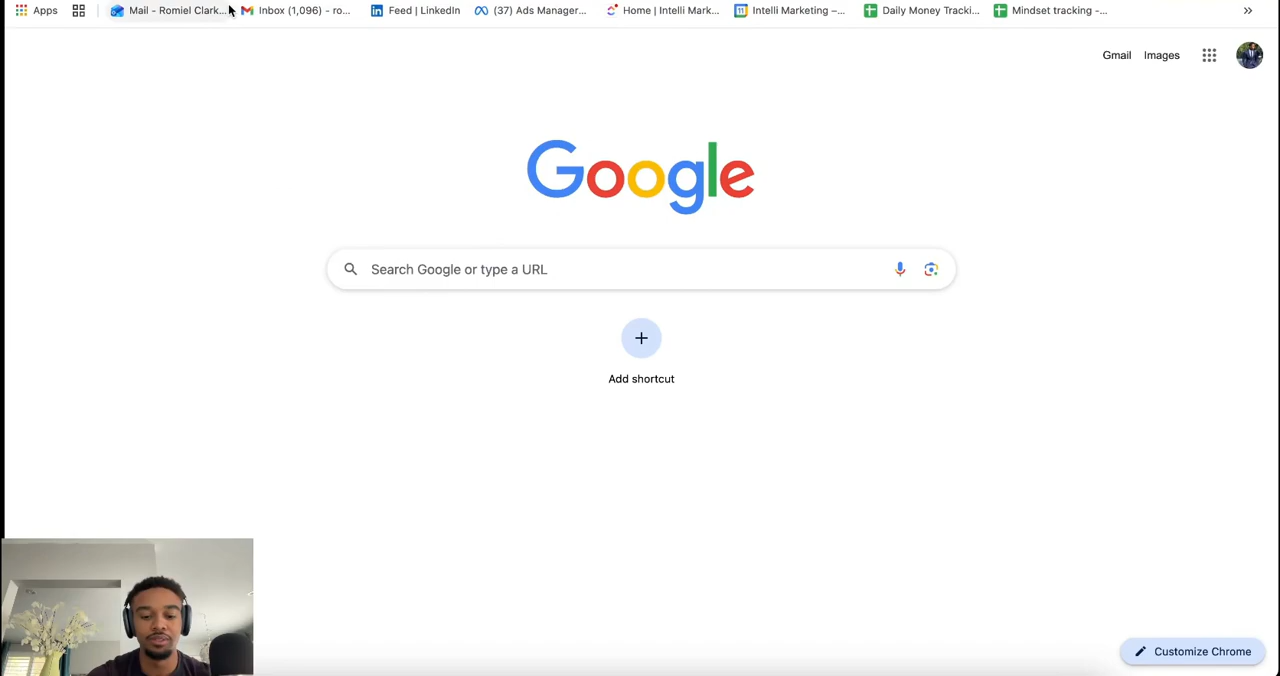 Apps
Mail - Romiel Clark...
Inbox (1,096) - ro...
Feed | LinkedIn
(37) Ads Manager...
Home | Intelli Mark...
Intelli Marketing –...
Daily Money Tracki...
Mindset tracking -...
Gmail
Images
Google
Search Google or type a URL
Add shortcut
Customize Chrome